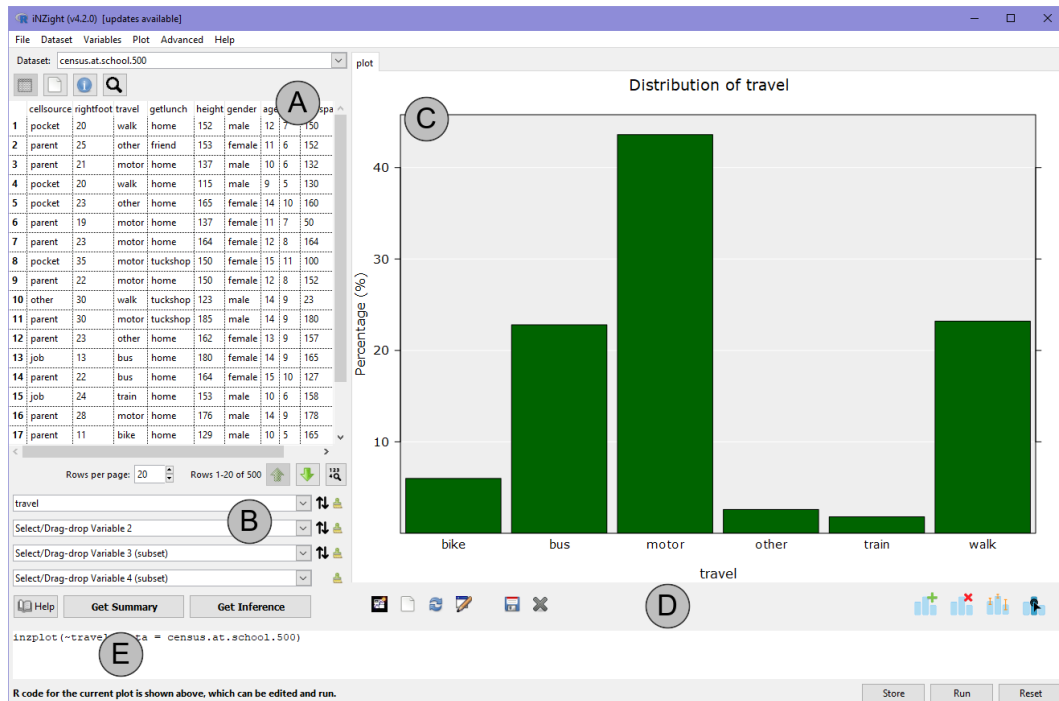 iNZight (v4.2.0) [updates available]
File Dataset Variables Plot Advanced Help
Dataset: census.at.school.500
cellsource rightfoot travel getlunch height gender
1 pocket 20 walk home 152 male 12 7 150
2 parent 25 other friend 153 female 11 6 152
3 parent 21 motor home 137 male 10 6 132
4 pocket 20 walk home 115 male 9 5 130
5 pocket 23 other home 165 female 14 10 160
6 parent 19 motor home 137 female 11 7 50
7 parent 23 motor home 164 female 12 8 164
8 pocket 35 motor tuckshop 150 female 15 11 100
9 parent 22 motor home 150 female 12 8 152
10 other 30 walk tuckshop 123 male 14 9 23
11 parent 30 motor tuckshop 185 male 14 9 180
12 parent 23 other home 162 female 13 9 157
13 job 13 bus home 180 female 14 9 165
14 parent 22 bus home 164 female 15 10 127
15 job 24 train home 153 male 10 6 158
16 parent 28 motor home 176 male 14 9 178
17 parent 11 bike home 129 male 10 5 165
A
Rows per page: 20 Rows 1-20 of 500
travel
Select/Drag-drop Variable 2
B
Select/Drag-drop Variable 3 (subset)
Select/Drag-drop Variable 4 (subset)
Help Get Summary Get Inference
plot
Distribution of travel
C
Percentage (%)
40
30
20
10
bike bus motor other train walk
travel
D
inzplot(~travel = census.at.school.500)
E
R code for the current plot is shown above, which can be edited and run.
Store Run Reset